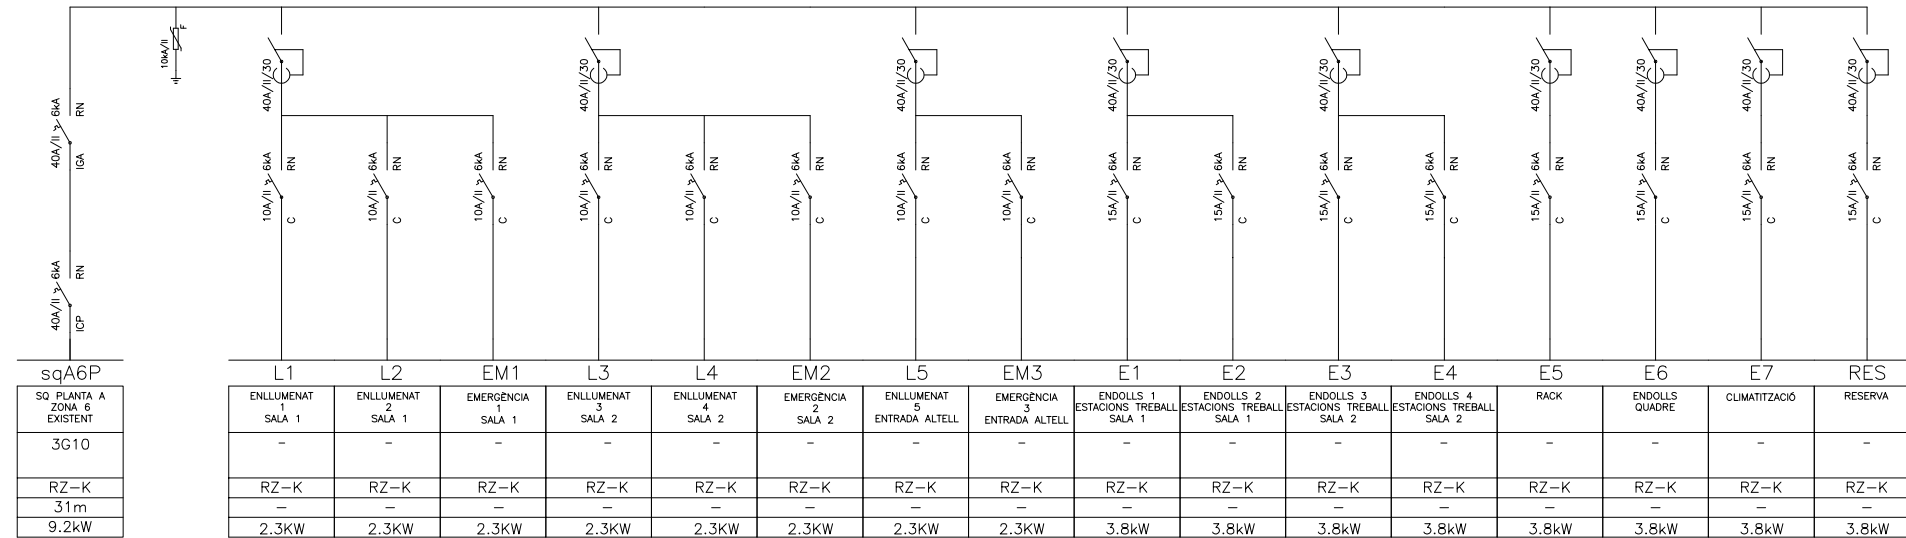 10kA/II
F
40A/II/30
40A/II/30
40A/II/30
40A/II/30
40A/II/30
40A/II/30
40A/II/30
40A/II/30
40A/II/30
40A/II 6kA
RN
IGA
10A/II 6kA
RN
C
10A/II 6kA
RN
C
10A/II 6kA
RN
C
10A/II 6kA
RN
C
10A/II 6kA
RN
C
10A/II 6kA
RN
C
10A/II 6kA
RN
C
10A/II 6kA
RN
C
15A/II 6kA
RN
C
15A/II 6kA
RN
C
15A/II 6kA
RN
C
15A/II 6kA
RN
C
15A/II 6kA
RN
C
15A/II 6kA
RN
C
15A/II 6kA
RN
C
15A/II 6kA
RN
C
40A/II 6kA
RN
ICP
sqA6P L1 L2 EM1 L3 L4 EM2 L5 EM3 E1 E2 E3 E4 E5 E6 E7 RES
SQ PLANTA A
ZONA 6
EXISTENT
ENLLUMENAT
1
SALA 1
ENLLUMENAT
2
SALA 1
EMERGÈNCIA
1
SALA 1
ENLLUMENAT
3
SALA 2
ENLLUMENAT
4
SALA 2
EMERGÈNCIA
2
SALA 2
ENLLUMENAT
5
ENTRADA ALTELL
EMERGÈNCIA
3
ENTRADA ALTELL
ENDOLLS 1
ESTACIONS TREBALL
SALA 1
ENDOLLS 2
ESTACIONS TREBALL
SALA 1
ENDOLLS 3
ESTACIONS TREBALL
SALA 2
ENDOLLS 4
ESTACIONS TREBALL
SALA 2
RACK
ENDOLLS
QUADRE
CLIMATITZACIÓ
RESERVA
3G10 - - - - - - - - - - - - - - - -
RZ-K RZ-K RZ-K RZ-K RZ-K RZ-K RZ-K RZ-K RZ-K RZ-K RZ-K RZ-K RZ-K RZ-K RZ-K RZ-K RZ-K
31m - - - - - - - - - - - - - - - -
9.2kW 2.3KW 2.3KW 2.3KW 2.3KW 2.3KW 2.3KW 2.3KW 2.3KW 3.8kW 3.8kW 3.8kW 3.8kW 3.8kW 3.8kW 3.8kW 3.8kW